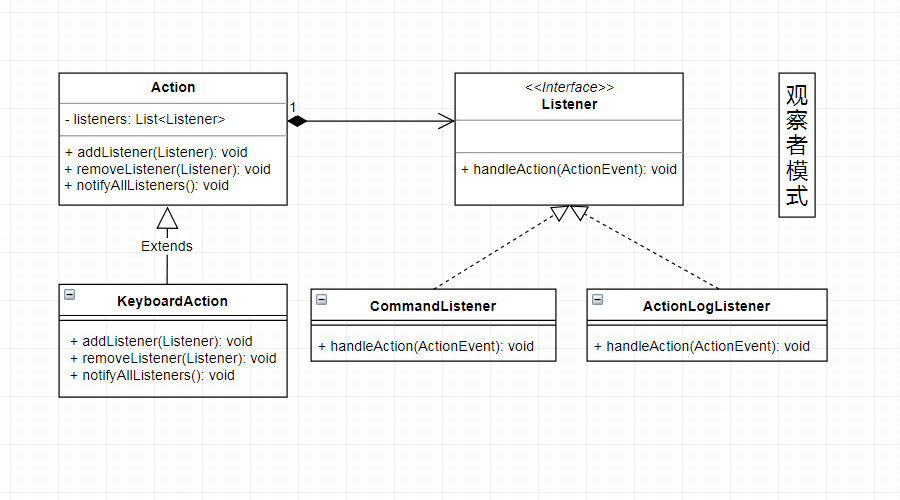 Action
- listeners: List<Listener>
+ addListener(Listener): void
+ removeListener(Listener): void
+ notifyAllListeners(): void
1
<<Interface>>
Listener
+ handleAction(ActionEvent): void
观察者模式
Extends
KeyboardAction
+ addListener(Listener): void
+ removeListener(Listener): void
+ notifyAllListeners(): void
CommandListener
+ handleAction(ActionEvent): void
ActionLogListener
+ handleAction(ActionEvent): void